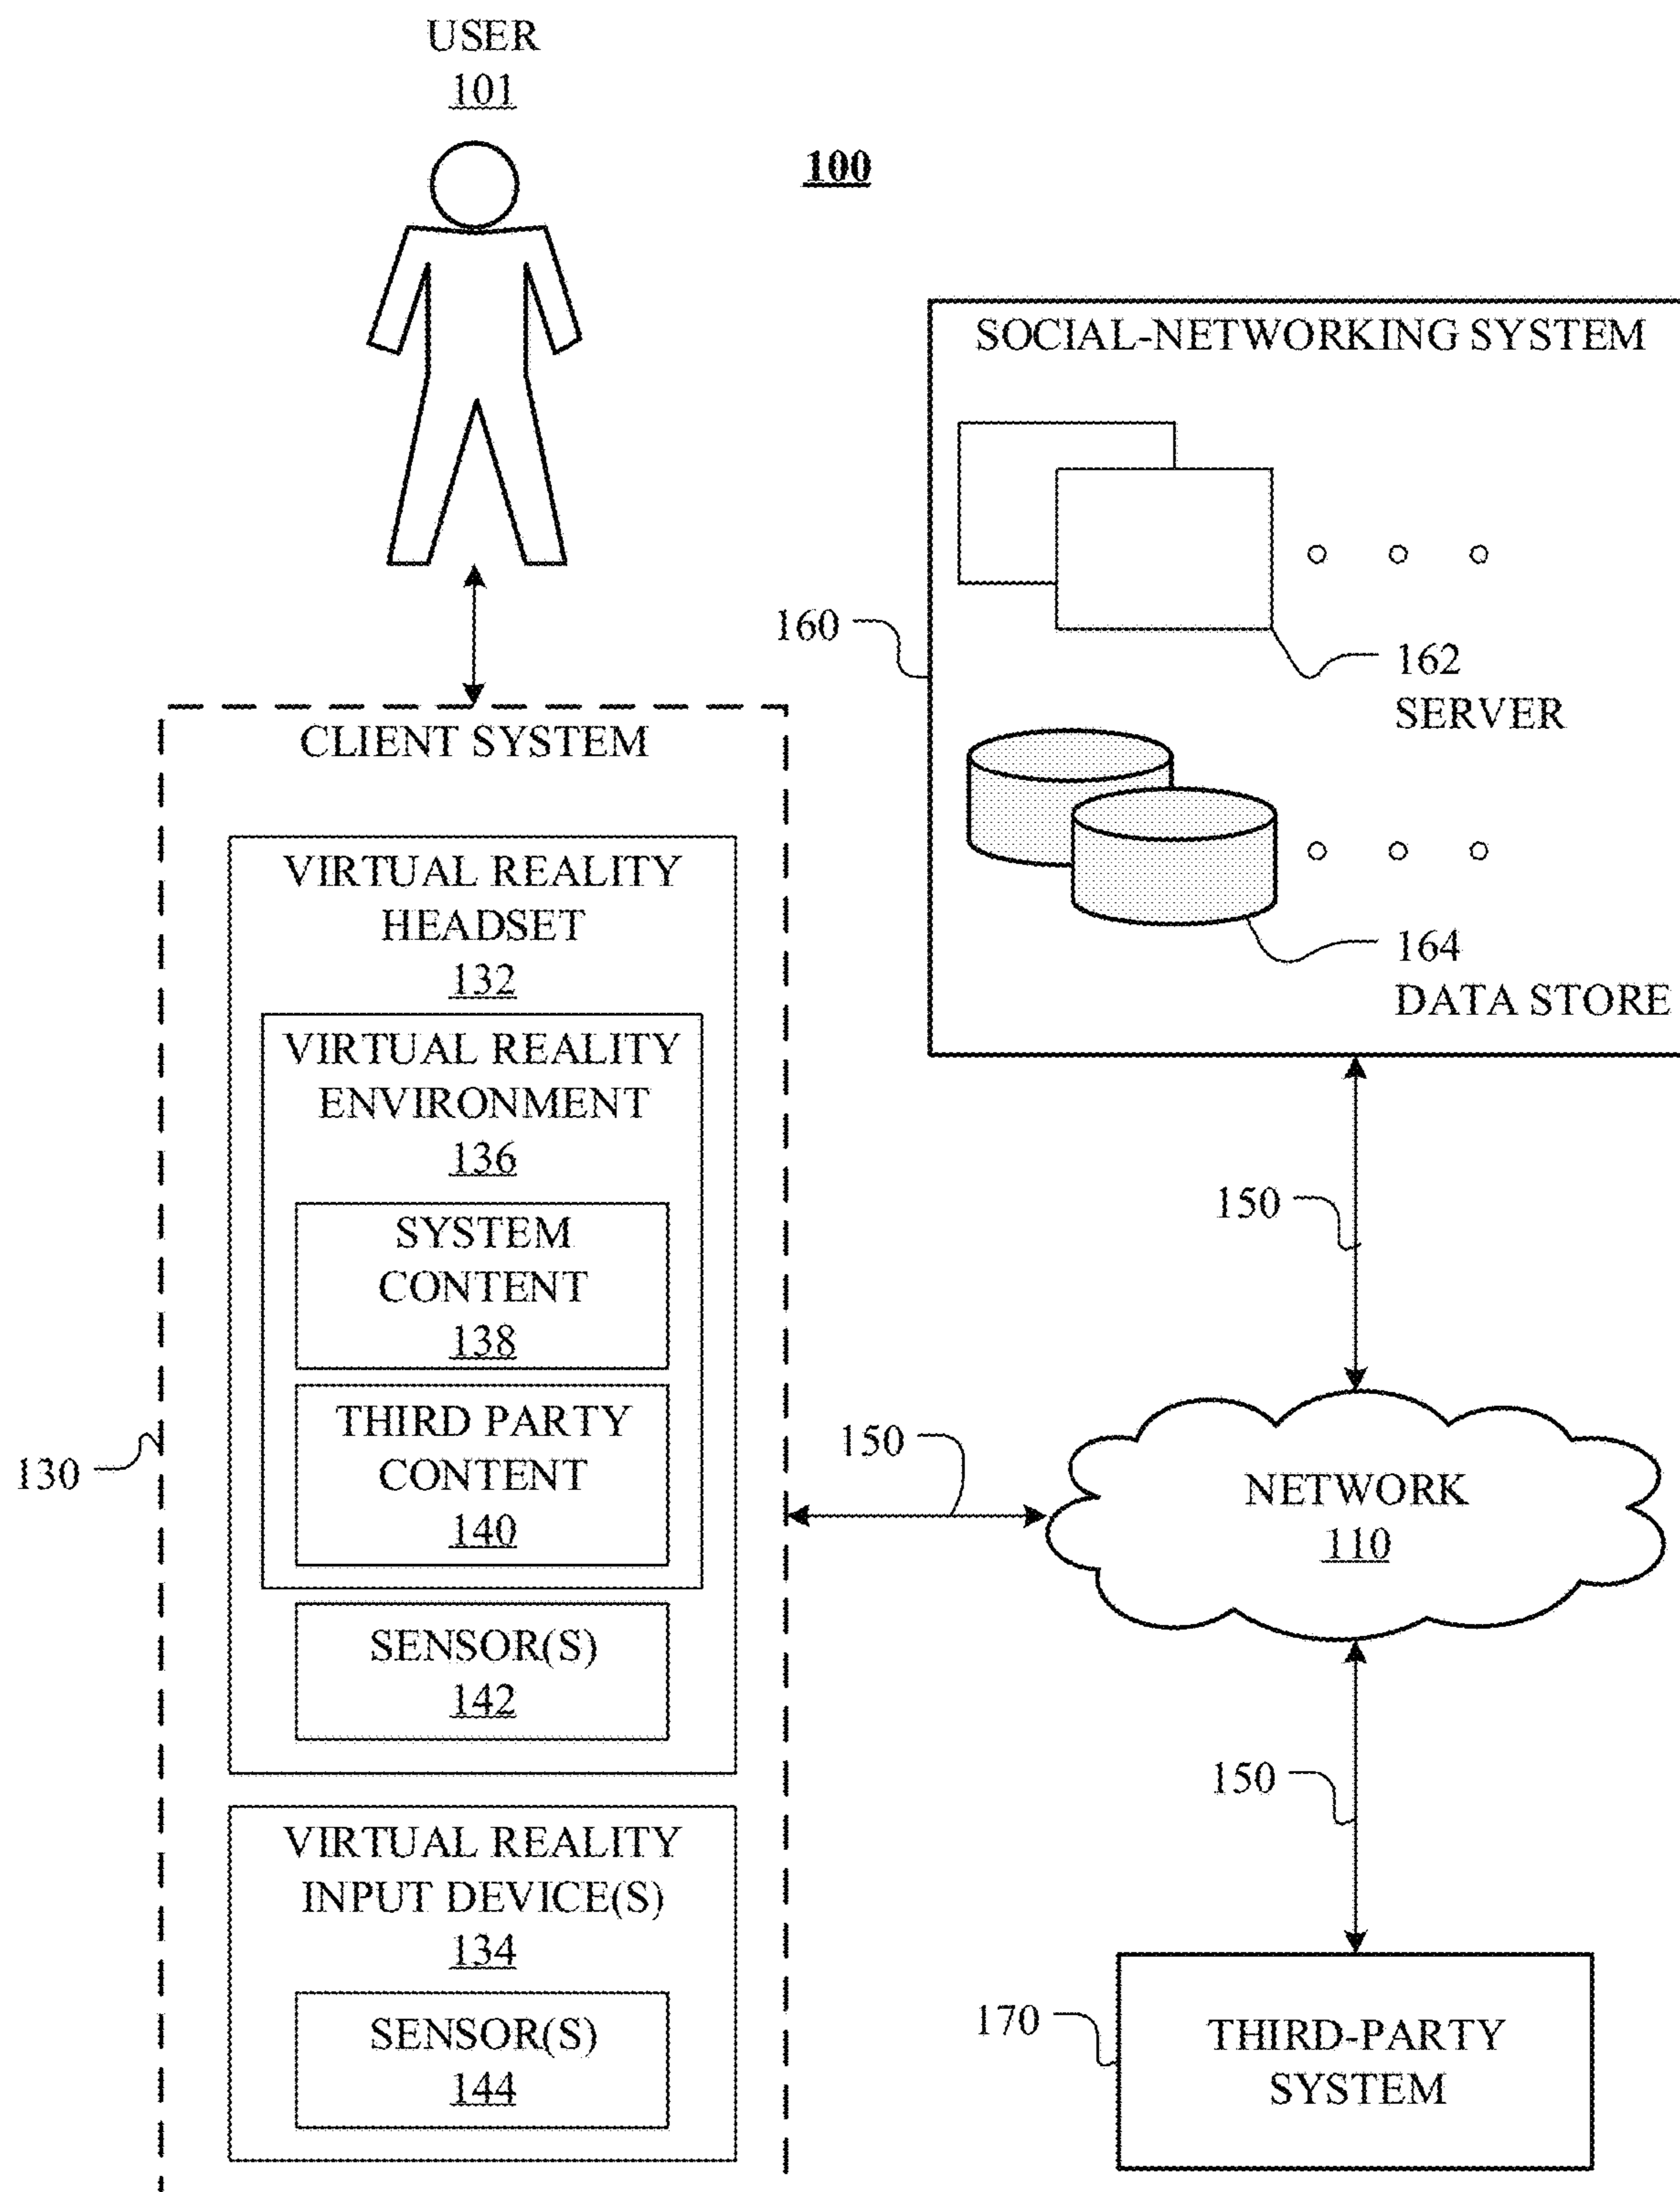 USER
101
100
SOCIAL-NETWORKING SYSTEM
160
162
SERVER
164
DATA STORE
CLIENT SYSTEM
VIRTUAL REALITY
HEADSET
132
VIRTUAL REALITY
ENVIRONMENT
136
SYSTEM
CONTENT
138
THIRD PARTY
CONTENT
140
SENSOR(S)
142
130
VIRTUAL REALITY
INPUT DEVICE(S)
134
SENSOR(S)
144
150
150
NETWORK
110
150
170
THIRD-PARTY
SYSTEM